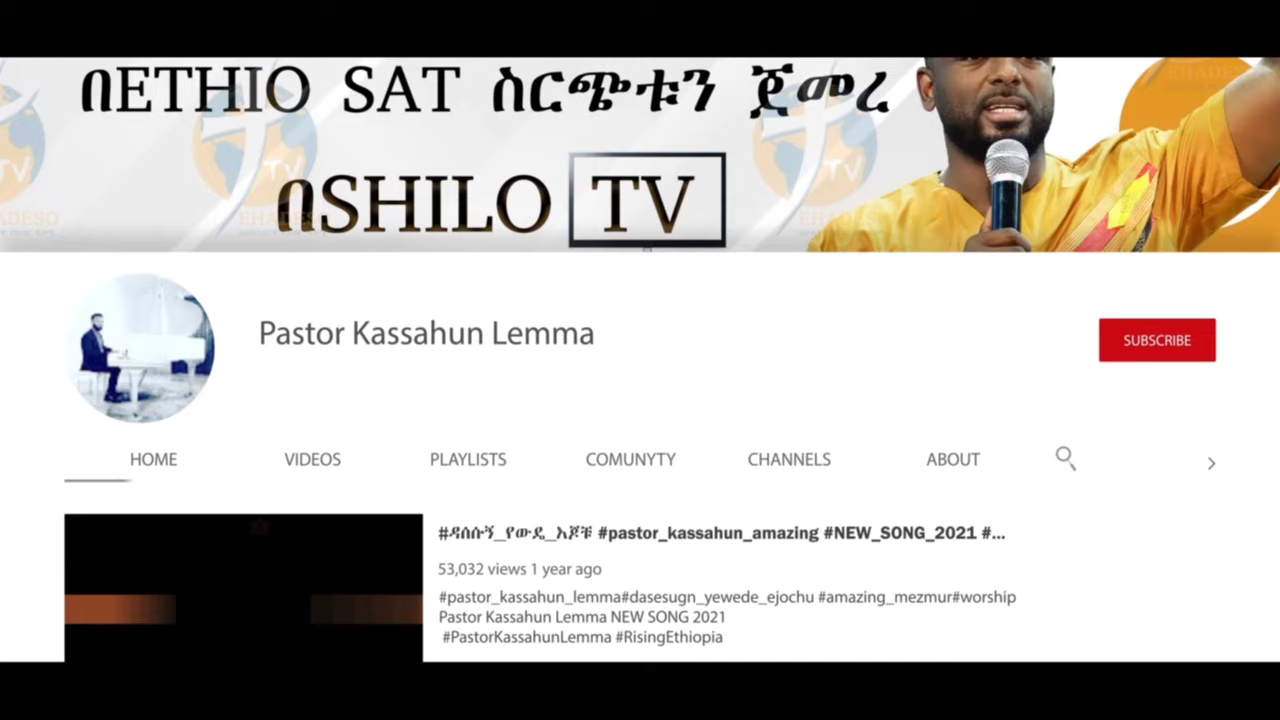 በETHIO SAT ስርጭቱን ጀመረ
በSHILO TV
Pastor Kassahun Lemma
SUBSCRIBE
HOME VIDEOS PLAYLISTS COMUNYTY CHANNELS ABOUT
#ዳሰሱኝ_የውዴ_እጆቹ #pastor_kassahun_amazing #NEW_SONG_2021 #...
53,032 views 1 year ago
#pastor_kassahun_lemma#dasesugn_yewede_ejochu #amazing_mezmur#worship
Pastor Kassahun Lemma NEW SONG 2021
#PastorKassahunLemma #RisingEthiopia